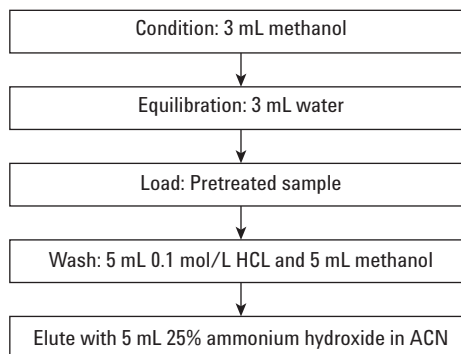 Condition: 3 mL methanol
Equilibration: 3 mL water
Load: Pretreated sample
Wash: 5 mL 0.1 mol/L HCL and 5 mL methanol
Elute with 5 mL 25% ammonium hydroxide in ACN